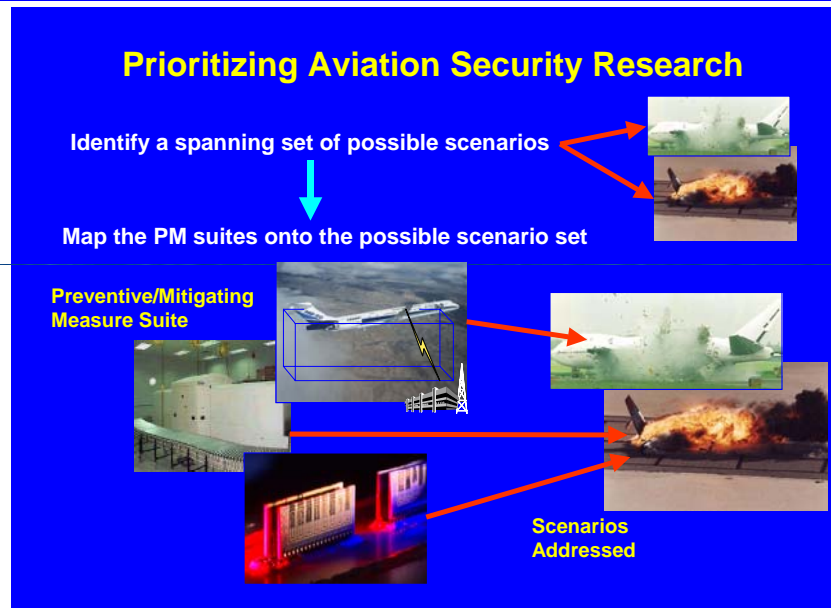 Prioritizing Aviation Security Research
Identify a spanning set of possible scenarios
Map the PM suites onto the possible scenario set
Preventive/Mitigating
Measure Suite
Scenarios
Addressed